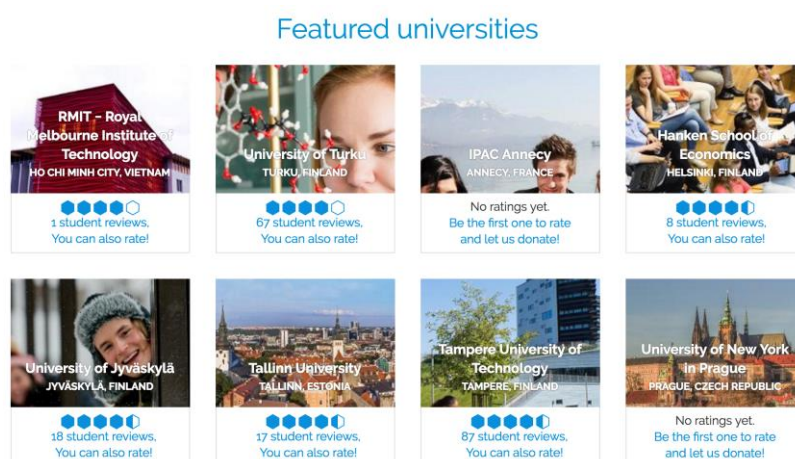 Featured universities
RMIT – Royal
Melbourne Institute of
Technology
HO CHI MINH CITY, VIETNAM
1 student reviews,
You can also rate!
University of Turku
TURKU, FINLAND
67 student reviews,
You can also rate!
IPAC Annecy
ANNECY, FRANCE
No ratings yet.
Be the first one to rate
and let us donate!
Hanken School of
Economics
HELSINKI, FINLAND
8 student reviews,
You can also rate!
University of Jyväskylä
JYVÄSKYLÄ, FINLAND
18 student reviews,
You can also rate!
Tallinn University
TALLINN, ESTONIA
17 student reviews,
You can also rate!
Tampere University of
Technology
TAMPERE, FINLAND
87 student reviews,
You can also rate!
University of New York
in Prague
PRAGUE, CZECH REPUBLIC
No ratings yet.
Be the first one to rate
and let us donate!